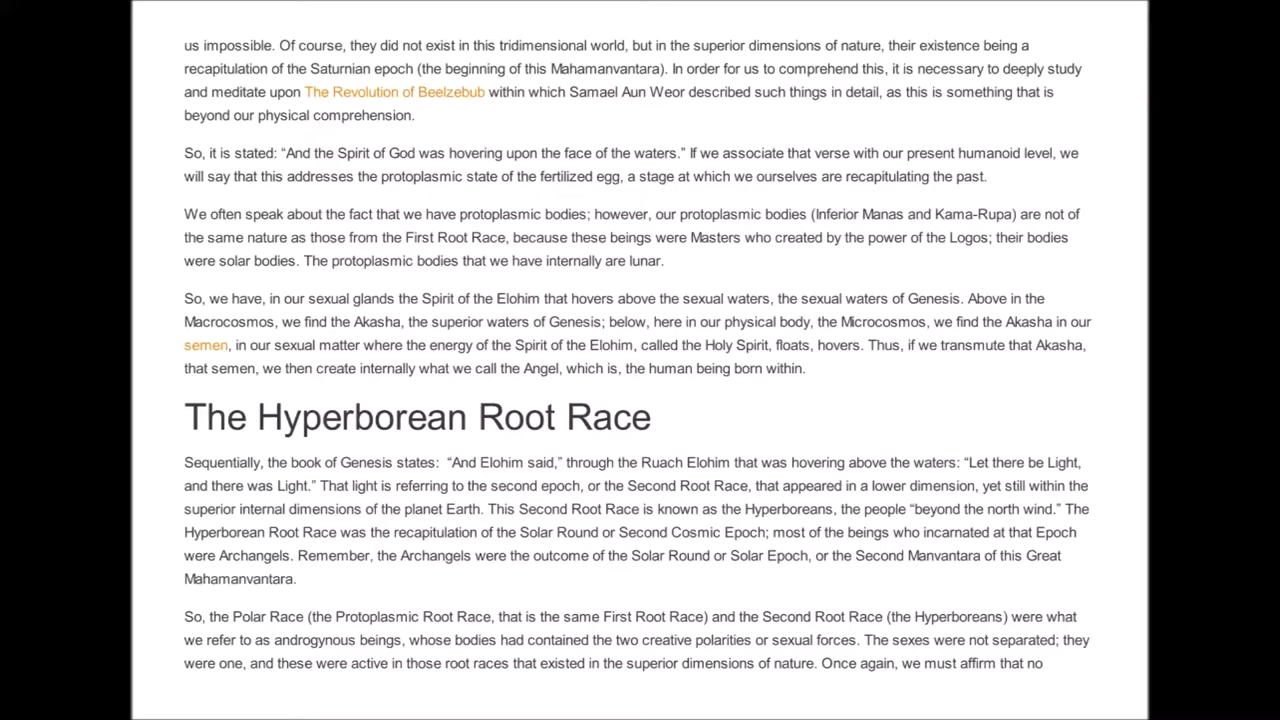 us impossible. Of course, they did not exist in this tridimensional world, but in the superior dimensions of nature, their existence being a
recapitulation of the Saturnian epoch (the beginning of this Mahamanvantara). In order for us to comprehend this, it is necessary to deeply study
and meditate upon The Revolution of Beelzebub within which Samael Aun Weor described such things in detail, as this is something that is
beyond our physical comprehension.
So, it is stated: “And the Spirit of God was hovering upon the face of the waters.” If we associate that verse with our present humanoid level, we
will say that this addresses the protoplasmic state of the fertilized egg, a stage at which we ourselves are recapitulating the past.
We often speak about the fact that we have protoplasmic bodies; however, our protoplasmic bodies (Inferior Manas and Kama-Rupa) are not of
the same nature as those from the First Root Race, because these beings were Masters who created by the power of the Logos; their bodies
were solar bodies. The protoplasmic bodies that we have internally are lunar.
So, we have, in our sexual glands the Spirit of the Elohim that hovers above the sexual waters, the sexual waters of Genesis. Above in the
Macrocosmos, we find the Akasha, the superior waters of Genesis; below, here in our physical body, the Microcosmos, we find the Akasha in our
semen, in our sexual matter where the energy of the Spirit of the Elohim, called the Holy Spirit, floats, hovers. Thus, if we transmute that Akasha,
that semen, we then create internally what we call the Angel, which is, the human being born within.
The Hyperborean Root Race
Sequentially, the book of Genesis states:  “And Elohim said,” through the Ruach Elohim that was hovering above the waters: “Let there be Light,
and there was Light.” That light is referring to the second epoch, or the Second Root Race, that appeared in a lower dimension, yet still within the
superior internal dimensions of the planet Earth. This Second Root Race is known as the Hyperboreans, the people “beyond the north wind.” The
Hyperborean Root Race was the recapitulation of the Solar Round or Second Cosmic Epoch; most of the beings who incarnated at that Epoch
were Archangels. Remember, the Archangels were the outcome of the Solar Round or Solar Epoch, or the Second Manvantara of this Great
Mahamanvantara.
So, the Polar Race (the Protoplasmic Root Race, that is the same First Root Race) and the Second Root Race (the Hyperboreans) were what
we refer to as androgynous beings, whose bodies had contained the two creative polarities or sexual forces. The sexes were not separated; they
were one, and these were active in those root races that existed in the superior dimensions of nature. Once again, we must affirm that no